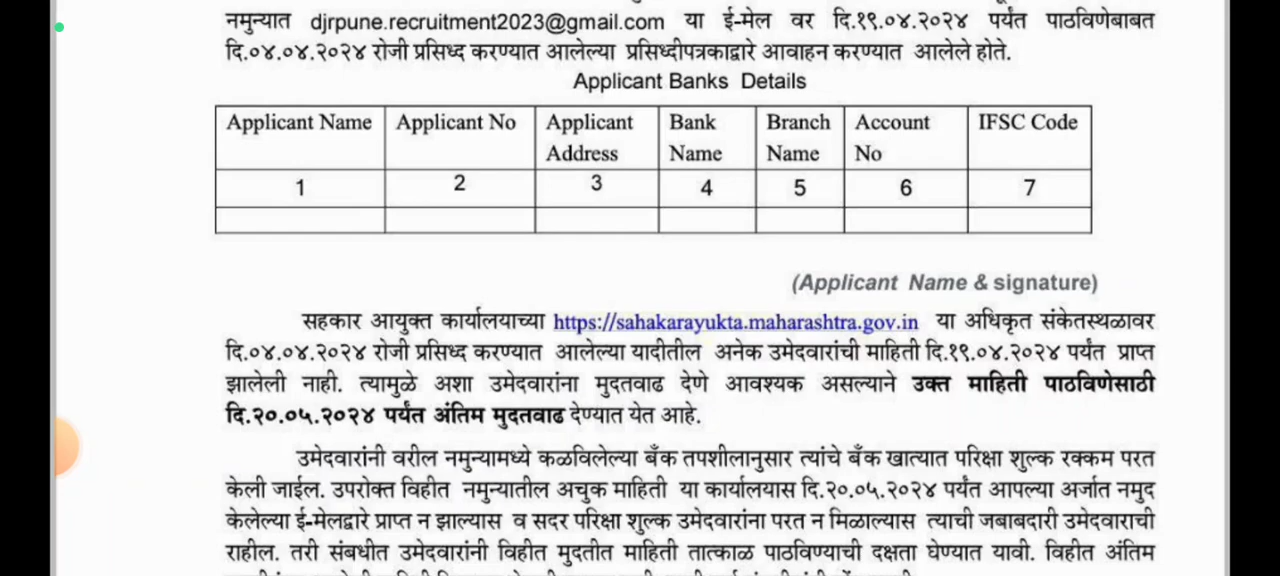 नमुन्यात djrpune.recruitment2023@gmail.com या ई-मेल वर दि.१९.०४.२०२४ पर्यंत पाठविणेबाबत
दि.०४.०४.२०२४ रोजी प्रसिध्द करण्यात आलेल्या प्रसिध्दीपत्रकाद्वारे आवाहन करण्यात आलेले होते.
Applicant Banks Details
Applicant Name Applicant No Applicant Address Bank Name Branch Name Account No IFSC Code
1 2 3 4 5 6 7
(Applicant Name & signature)
सहकार आयुक्त कार्यालयाच्या https://sahakarayukta.maharashtra.gov.in या अधिकृत संकेतस्थळावर
दि.०४.०४.२०२४ रोजी प्रसिध्द करण्यात आलेल्या यादीतील अनेक उमेदवारांची माहिती दि.१९.०४.२०२४ पर्यंत प्राप्त
झालेली नाही. त्यामुळे अशा उमेदवारांना मुदतवाढ देणे आवश्यक असल्याने उक्त माहिती पाठविणेसाठी
दि.२०.०५.२०२४ पर्यंत अंतिम मुदतवाढ देण्यात येत आहे.
उमेदवारांनी वरील नमुन्यामध्ये कळविलेल्या बँक तपशीलानुसार त्यांचे बँक खात्यात परिक्षा शुल्क रक्कम परत
केली जाईल. उपरोक्त विहीत नमुन्यातील अचुक माहिती या कार्यालयास दि.२०.०५.२०२४ पर्यंत आपल्या अर्जात नमुद
केलेल्या ई-मेलद्वारे प्राप्त न झाल्यास व सदर परिक्षा शुल्क उमेदवारांना परत न मिळाल्यास त्याची जबाबदारी उमेदवाराची
राहील. तरी संबधीत उमेदवारांनी विहीत मुदतीत माहिती तात्काळ पाठविण्याची दक्षता घेण्यात यावी. विहीत अंतिम